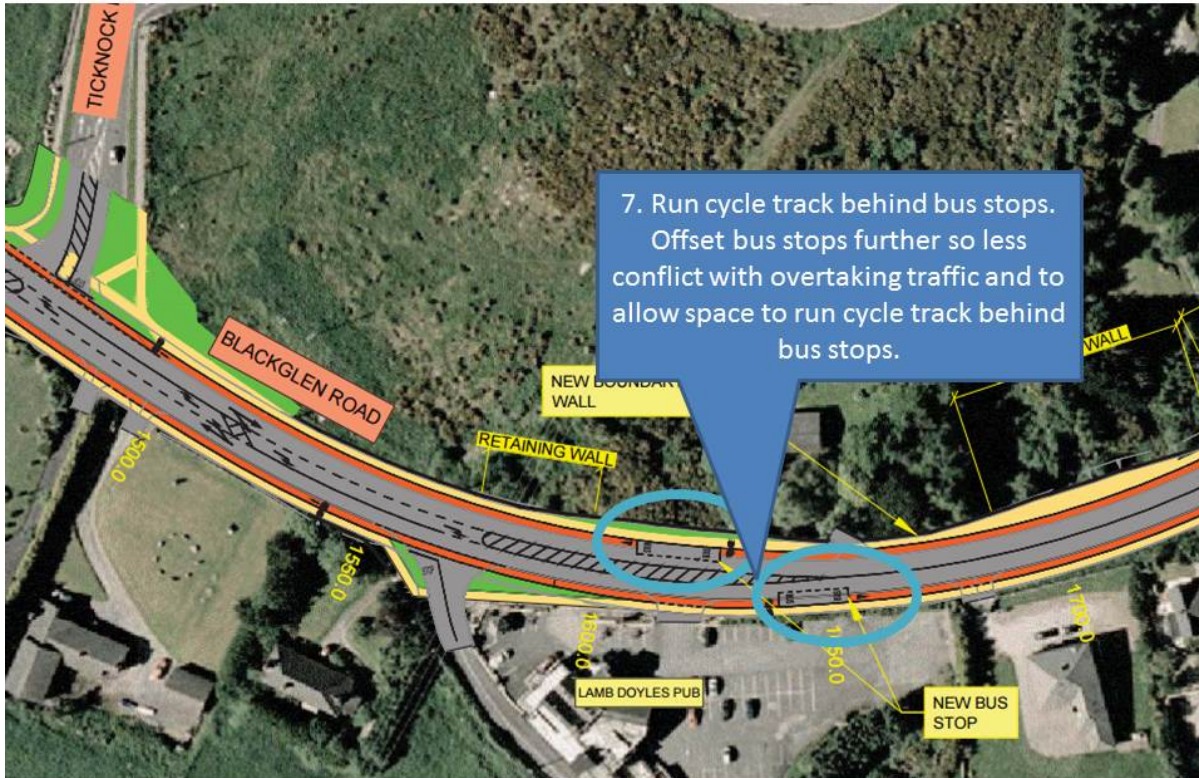 TICKNOCK
7. Run cycle track behind bus stops.
Offset bus stops further so less
conflict with overtaking traffic and to
allow space to run cycle track behind
bus stops.
BLACKGLEN ROAD
WALL
NEW BOUNDAR
WALL
RETAINING WALL
1500.0
1550.0
1600.0
1700.0
LAMB DOYLES PUB
NEW BUS
STOP